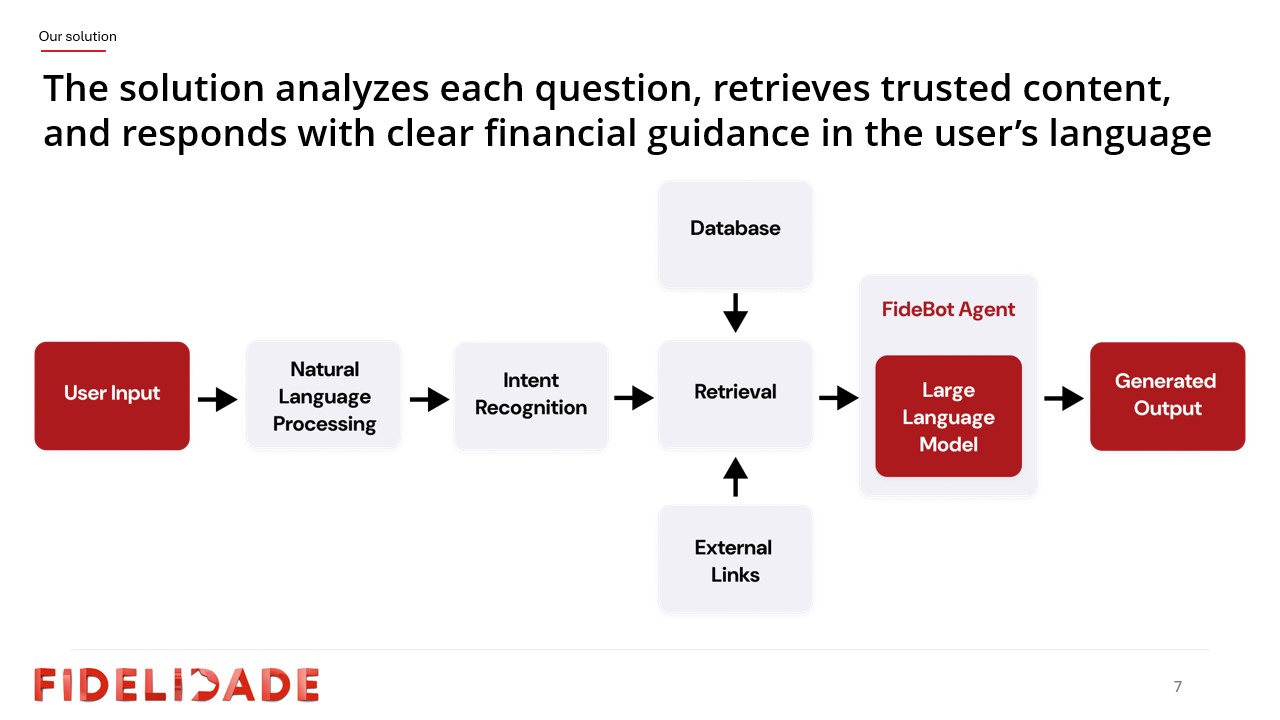 Our solution
The solution analyzes each question, retrieves trusted content,
and responds with clear financial guidance in the user’s language
Database
FideBot Agent
User Input
Natural
Language
Processing
Intent
Recognition
Retrieval
Large
Language
Model
Generated
Output
External
Links
FIDELIDADE
7